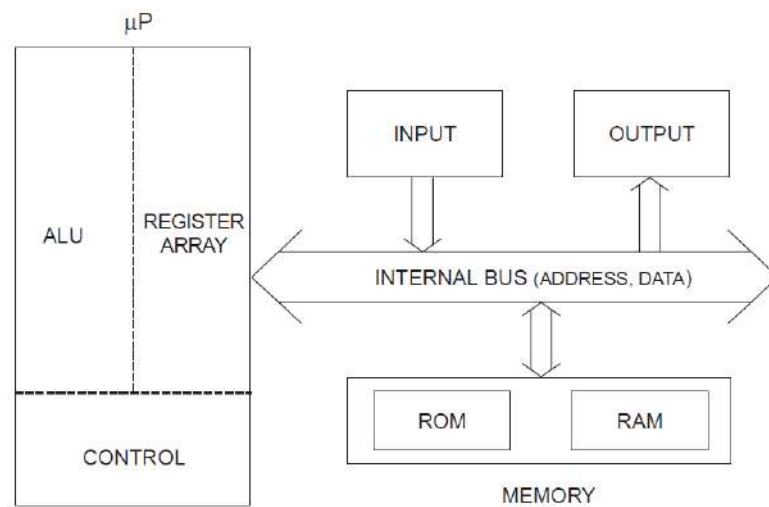 μP
ALU
REGISTER
ARRAY
CONTROL
INPUT
OUTPUT
INTERNAL BUS (ADDRESS, DATA)
ROM
RAM
MEMORY